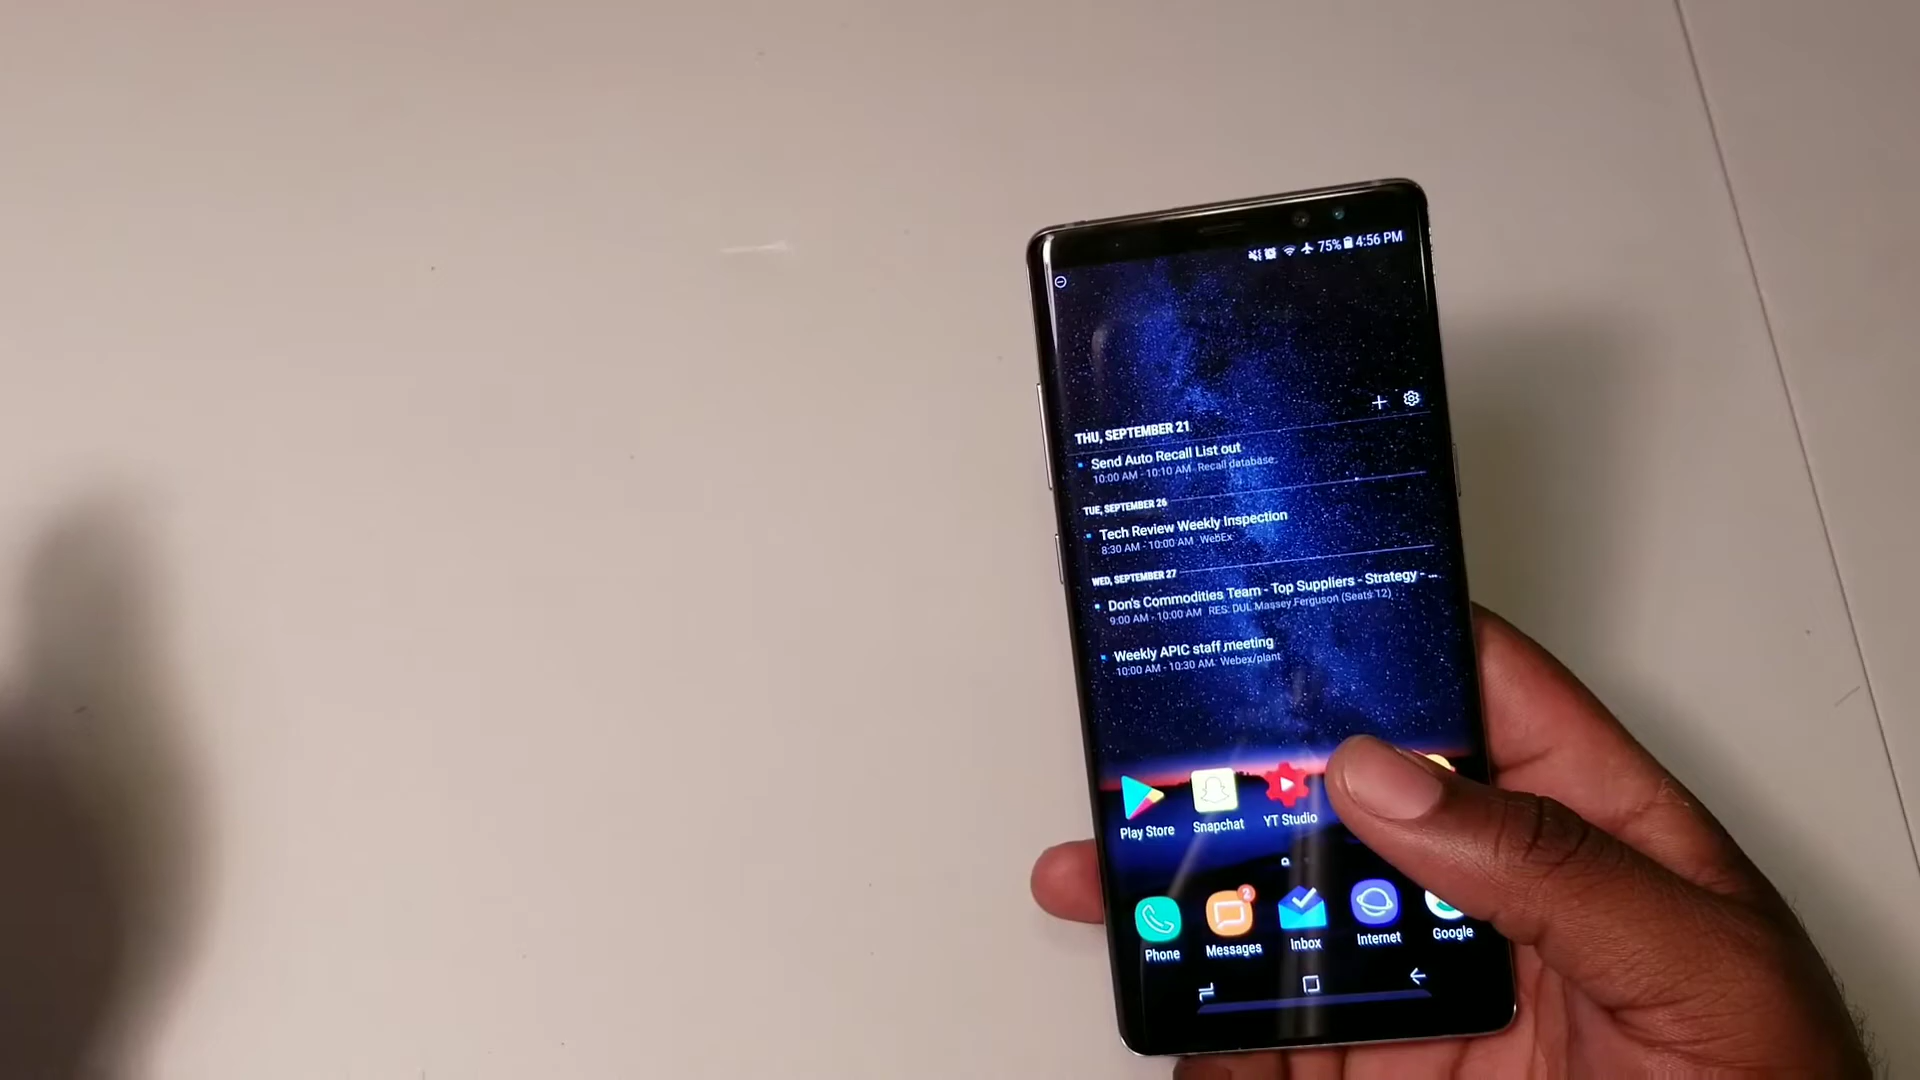 75% 4:56 PM
THU, SEPTEMBER 21
Send Auto Recall List out
10:00 AM - 10:10 AM Recall database
TUE, SEPTEMBER 26
Tech Review Weekly Inspection
8:30 AM - 10:00 AM WebEx
WED, SEPTEMBER 27
Don's Commodities Team - Top Suppliers - Strategy - ...
9:00 AM - 10:00 AM RES: DUL Massey Ferguson (Seats 12)
Weekly APIC staff meeting
10:00 AM - 10:30 AM Webex/plant
Play Store Snapchat YT Studio
2
Phone Messages Inbox Internet Google